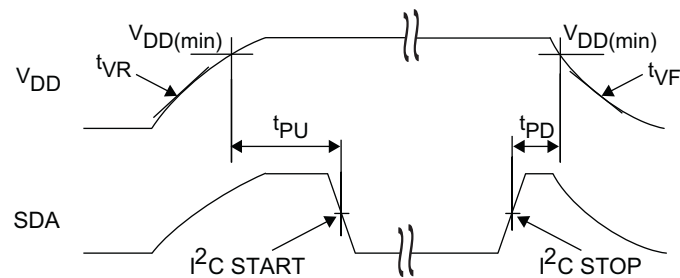 VDD(min)
VDD(min)
tVR
VDD
tVF
tPU
tPD
SDA
I2C START
I2C STOP